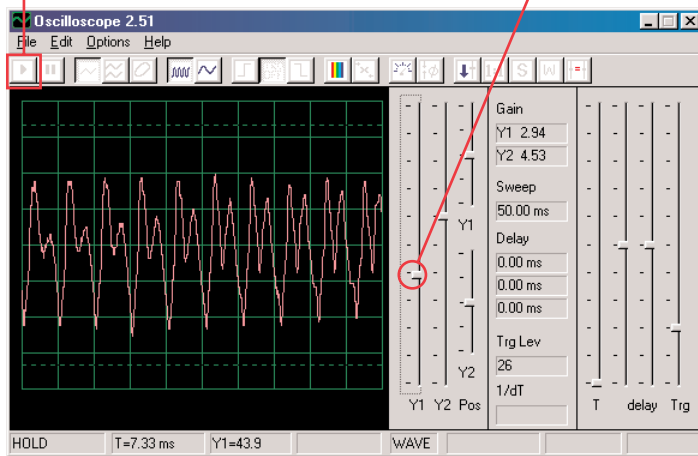 Oscilloscope 2.51
File Edit Options Help
S W
Gain
Y1 2.94
Y2 4.53
Sweep
50.00 ms
Y1
Delay
0.00 ms
0.00 ms
0.00 ms
Trg Lev
26
Y2
1/dT
Y1 Y2 Pos
T delay Trg
HOLD T=7.33 ms Y1=43.9 WAVE